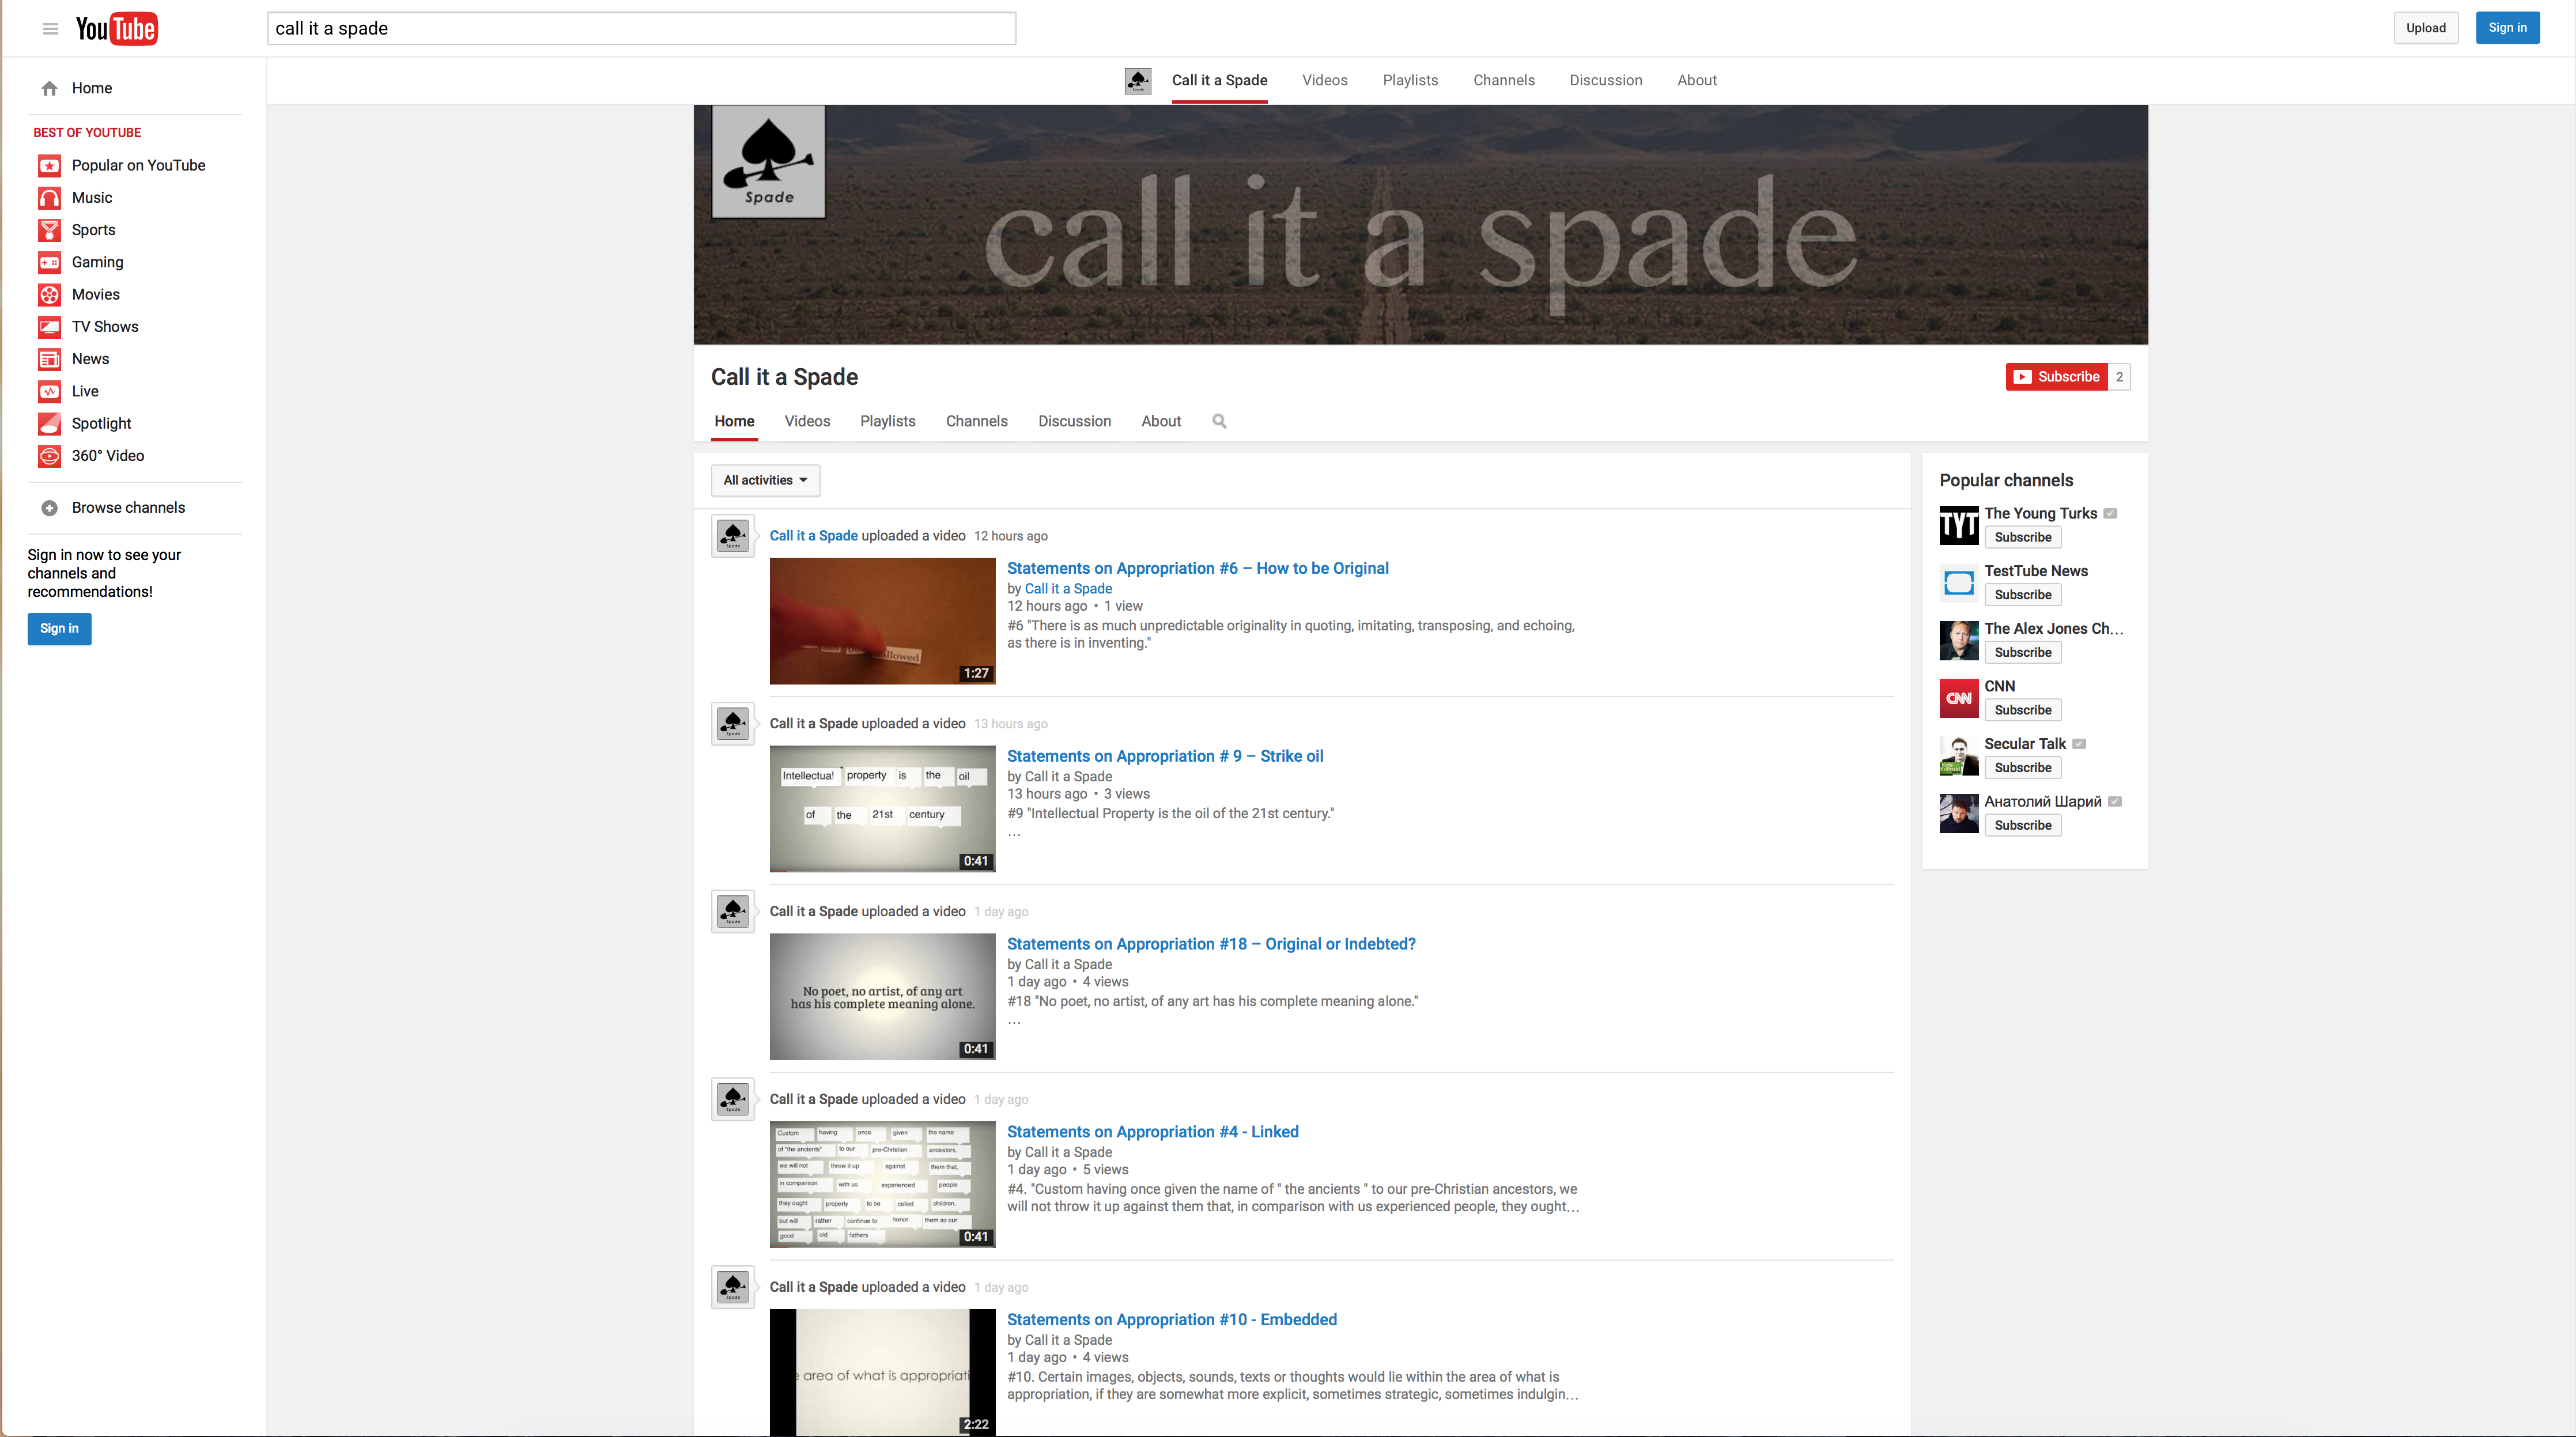 YouTube
call it a spade
Upload
Sign in
Home
BEST OF YOUTUBE
Popular on YouTube
Music
Sports
Gaming
Movies
TV Shows
News
Live
Spotlight
360° Video
Browse channels
Sign in now to see your
channels and
recommendations!
Sign in
Call it a Spade Videos Playlists Channels Discussion About
Spade
call it a spade
Call it a Spade
Subscribe 2
Home Videos Playlists Channels Discussion About
All activities
Call it a Spade uploaded a video 12 hours ago
allowed
1:27
Statements on Appropriation #6 – How to be Original
by Call it a Spade
12 hours ago • 1 view
#6 "There is as much unpredictable originality in quoting, imitating, transposing, and echoing,
as there is in inventing."
Call it a Spade uploaded a video 13 hours ago
Intellectual property is the oil
of the 21st century
0:41
Statements on Appropriation # 9 – Strike oil
by Call it a Spade
13 hours ago • 3 views
#9 "Intellectual Property is the oil of the 21st century."
...
Call it a Spade uploaded a video 1 day ago
No poet, no artist, of any art
has his complete meaning alone.
0:41
Statements on Appropriation #18 – Original or Indebted?
by Call it a Spade
1 day ago • 4 views
#18 "No poet, no artist, of any art has his complete meaning alone."
...
Call it a Spade uploaded a video 1 day ago
Custom having once given the name
of "the ancients" to our pre-Christian ancestors,
we will not throw it up against them that,
in comparison with us experienced people
they ought properly to be called children,
but will rather continue to honor them as our
good old fathers
0:41
Statements on Appropriation #4 - Linked
by Call it a Spade
1 day ago • 5 views
#4. "Custom having once given the name of " the ancients " to our pre-Christian ancestors, we
will not throw it up against them that, in comparison with us experienced people, they ought...
Call it a Spade uploaded a video 1 day ago
e area of what is appropriati
2:22
Statements on Appropriation #10 - Embedded
by Call it a Spade
1 day ago • 4 views
#10. Certain images, objects, sounds, texts or thoughts would lie within the area of what is
appropriation, if they are somewhat more explicit, sometimes strategic, sometimes indulgin...
Popular channels
TYT
The Young Turks
Subscribe
TestTube News
Subscribe
The Alex Jones Ch...
Subscribe
CNN
CNN
Subscribe
Secular Talk
Subscribe
Анатолий Шарий
Subscribe